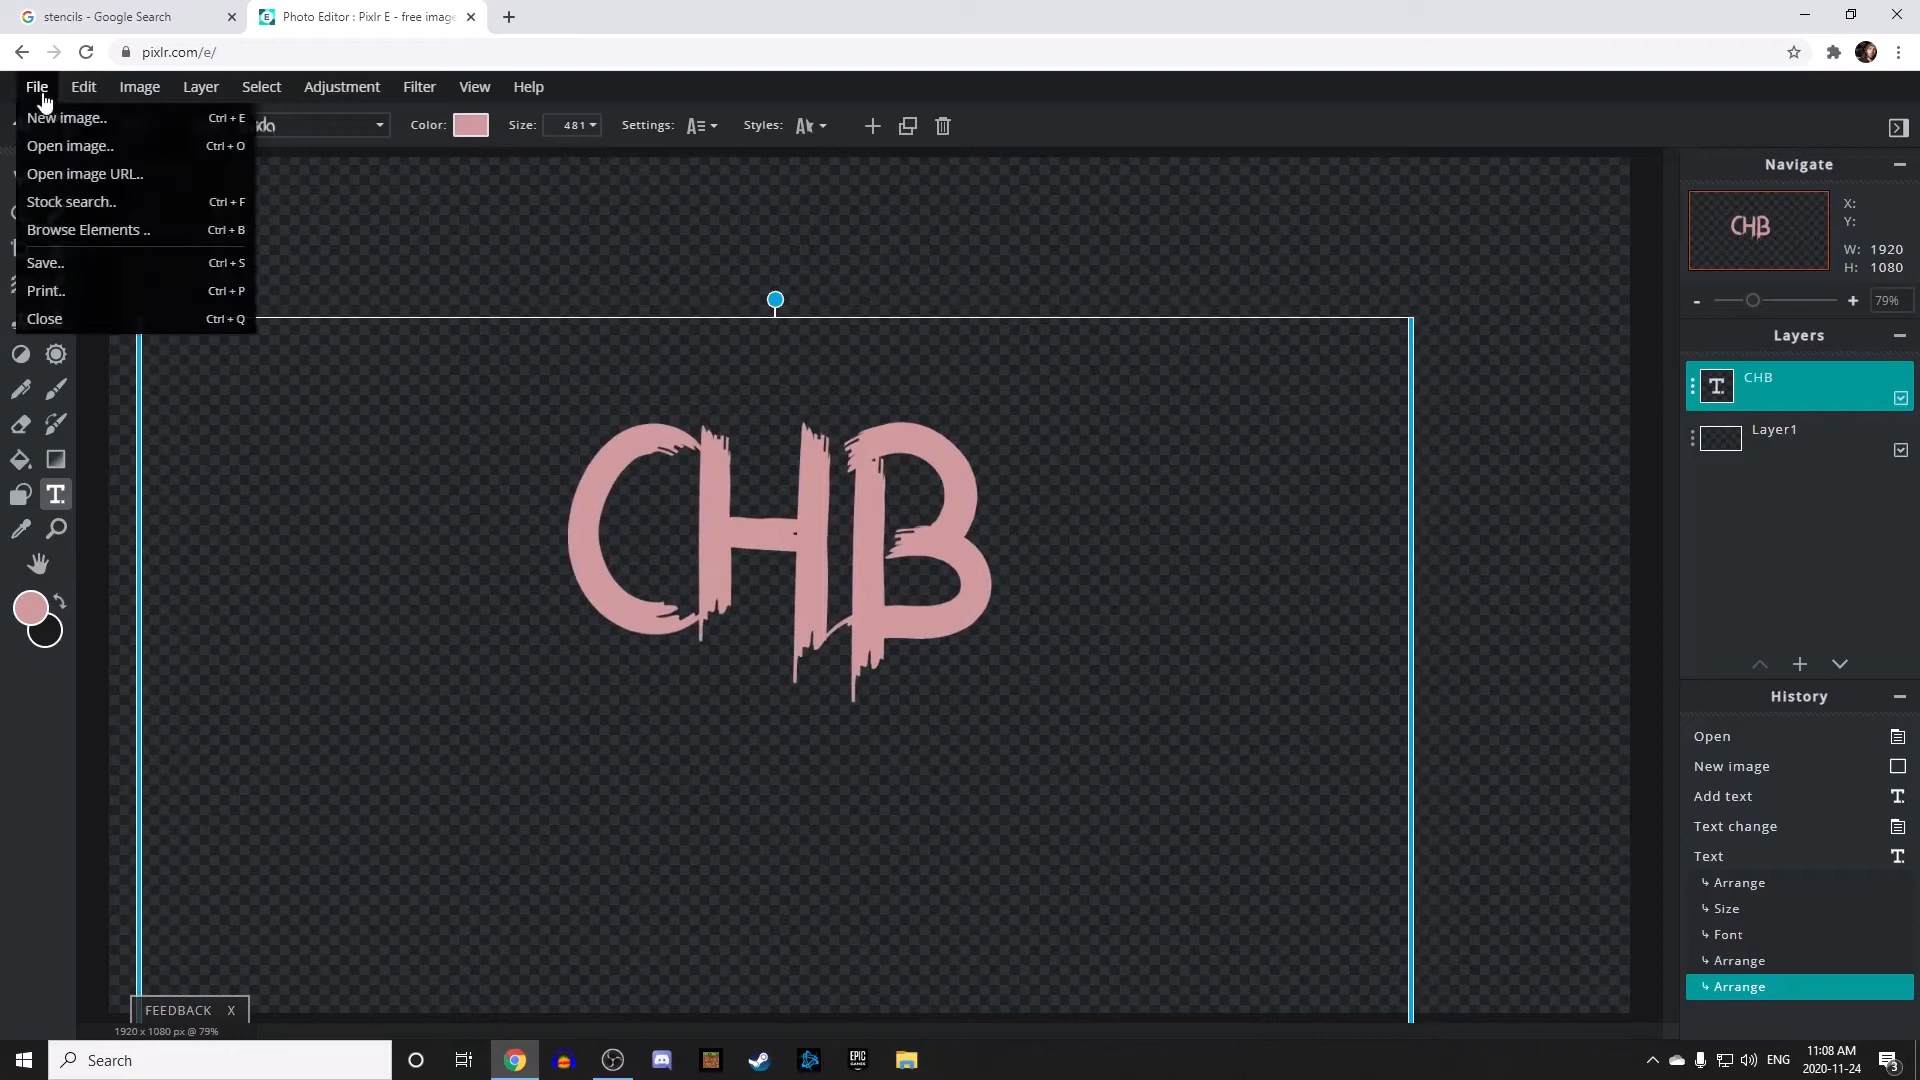 stencils - Google Search
Photo Editor : Pixlr E - free image
pixlr.com/e/
File Edit Image Layer Select Adjustment Filter View Help
Color: Size: 481 Settings: Styles:
New image.. Ctrl + E
Open image.. Ctrl + O
Open image URL..
Stock search.. Ctrl + F
Browse Elements .. Ctrl + B
Save.. Ctrl + S
Print.. Ctrl + P
Close Ctrl + Q
CHB
Navigate
CHB
X:
Y:
W: 1920
H: 1080
79%
Layers
CHB
Layer1
History
Open
New image
Add text
Text change
Text
Arrange
Size
Font
Arrange
Arrange
FEEDBACK X
1920 x 1080 px @ 79%
Search
EPIC
GAMES
ENG
11:08 AM
2020-11-24
3